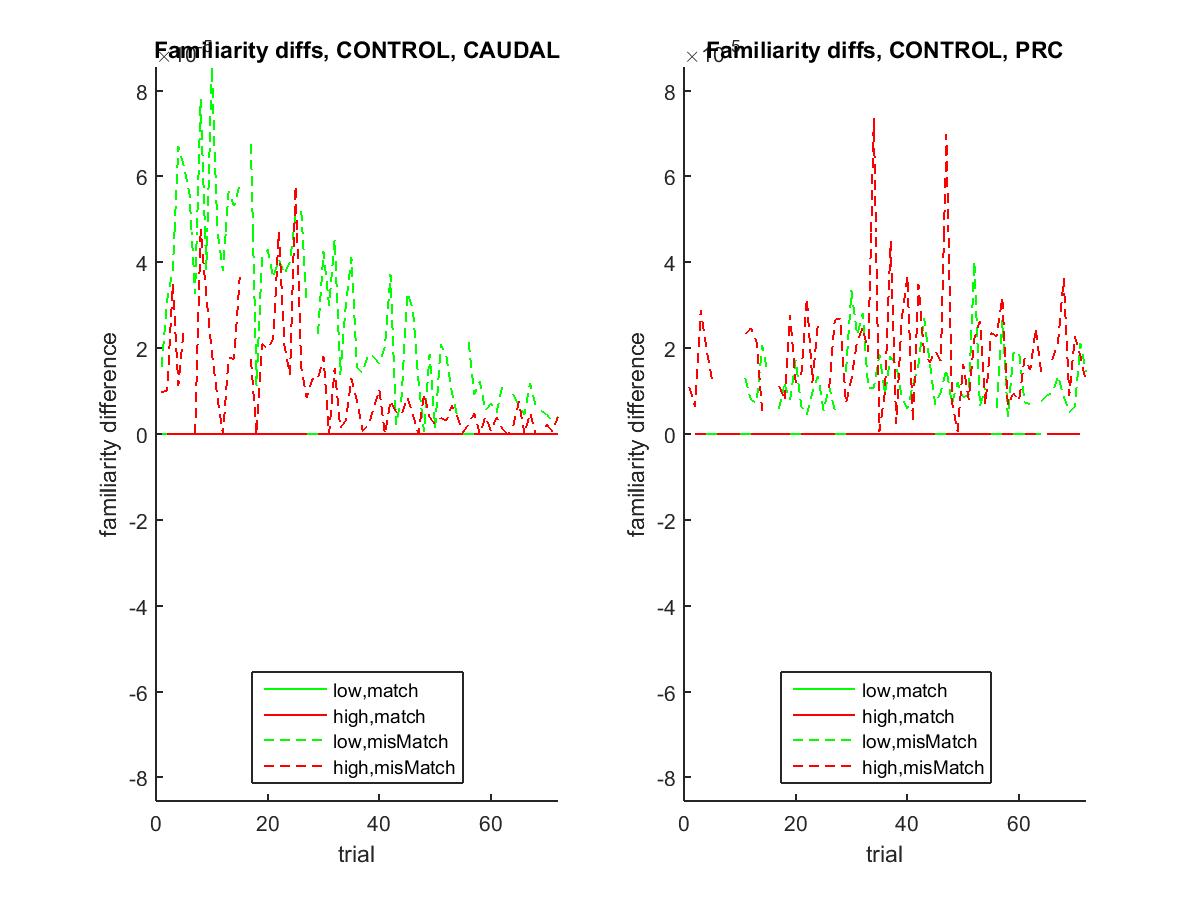 Familiarity diffs, CONTROL, CAUDAL
× 10-5
8
6
4
2
0
-2
-4
-6
-8
familiarity difference
low,match
high,match
low,misMatch
high,misMatch
0 20 40 60
trial
Familiarity diffs, CONTROL, PRC
× 10-5
8
6
4
2
0
-2
-4
-6
-8
familiarity difference
low,match
high,match
low,misMatch
high,misMatch
0 20 40 60
trial